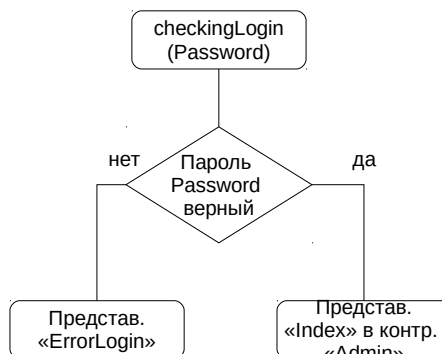 checkingLogin
(Password)
нет
да
Пароль
Password
верный
Представ.
«ErrorLogin»
Представ.
«Index» в контр.
«Admin»